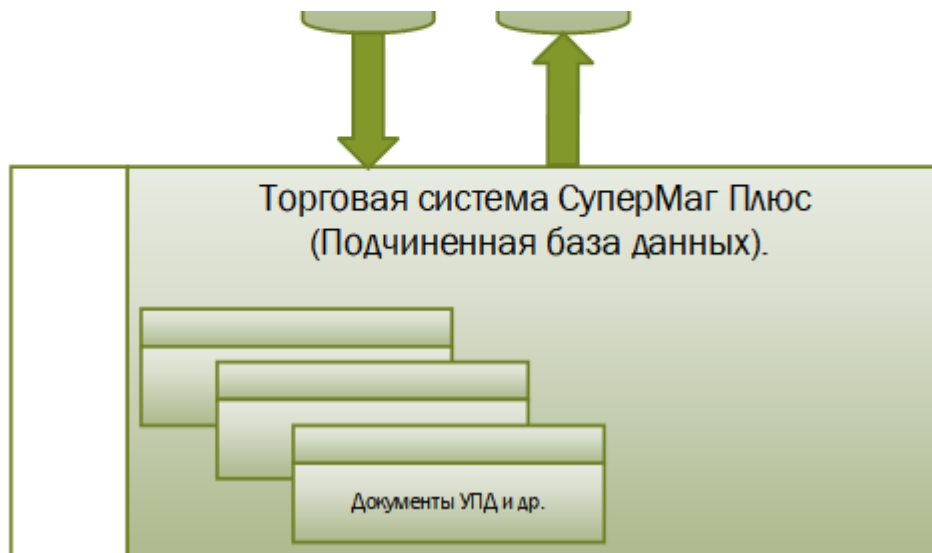 Торговая система СуперМаг Плюс
(Подчиненная база данных).
Документы УПД и др.